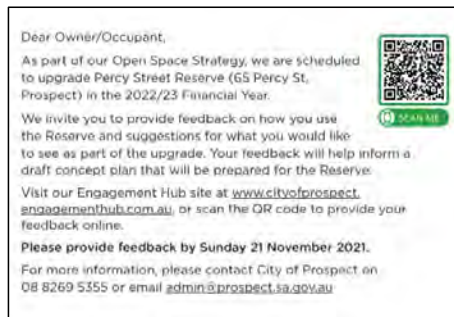 Dear Owner/Occupant,
As part of our Open Space Strategy, we are scheduled
to upgrade Percy Street Reserve (65 Percy St,
Prospect) in the 2022/23 Financial Year.
SCAN ME
We invite you to provide feedback on how you use
the Reserve and suggestions for what you would like
to see as part of the upgrade. Your feedback will help inform a
draft concept plan that will be prepared for the Reserve.
Visit our Engagement Hub site at www.cityofprospect.
engagementhub.com.au, or scan the QR code to provide your
feedback online.
Please provide feedback by Sunday 21 November 2021.
For more information, please contact City of Prospect on
08 8269 5355 or email admin@prospect.sa.gov.au